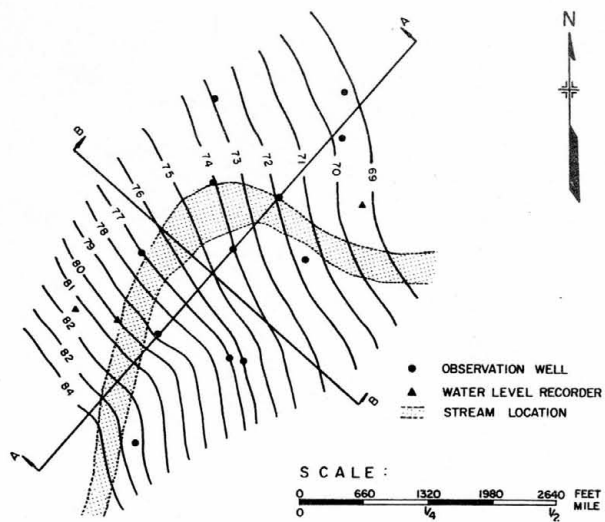 N
A
B
69
70
71
72
73
74
75
76
77
78
79
80
81
82
82
84
A
B
● OBSERVATION WELL
▲ WATER LEVEL RECORDER
STREAM LOCATION
SCALE:
0 660 1320 1980 2640 FEET
0 1/4 1/2 MILE